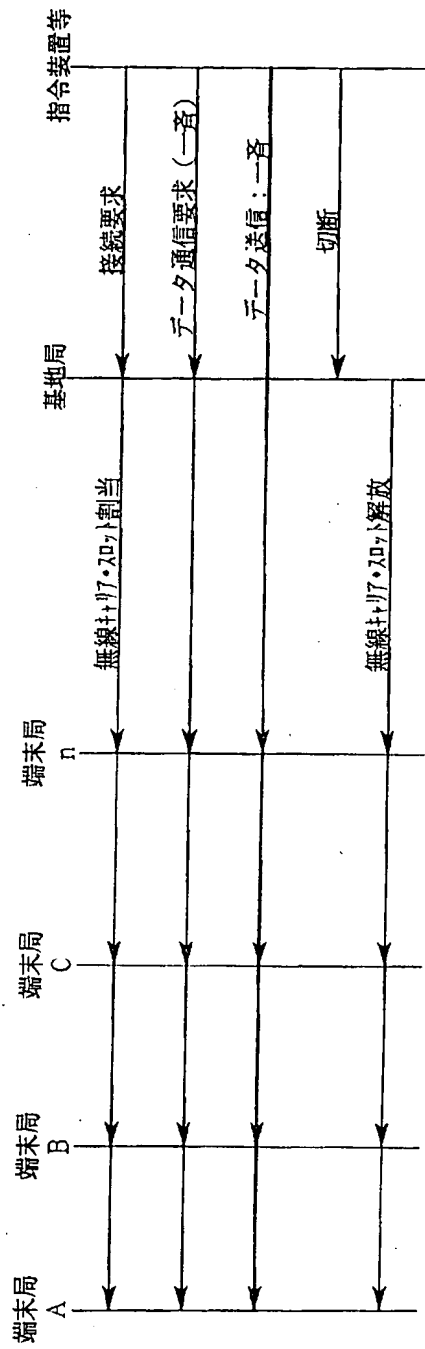 端末局
A
端末局
B
端末局
C
端末局
n
基地局
指令装置等
無線キャリア・スロット割当
接続要求
データ通信要求(一斉)
データ送信:一斉
切断
無線キャリア・スロット解放